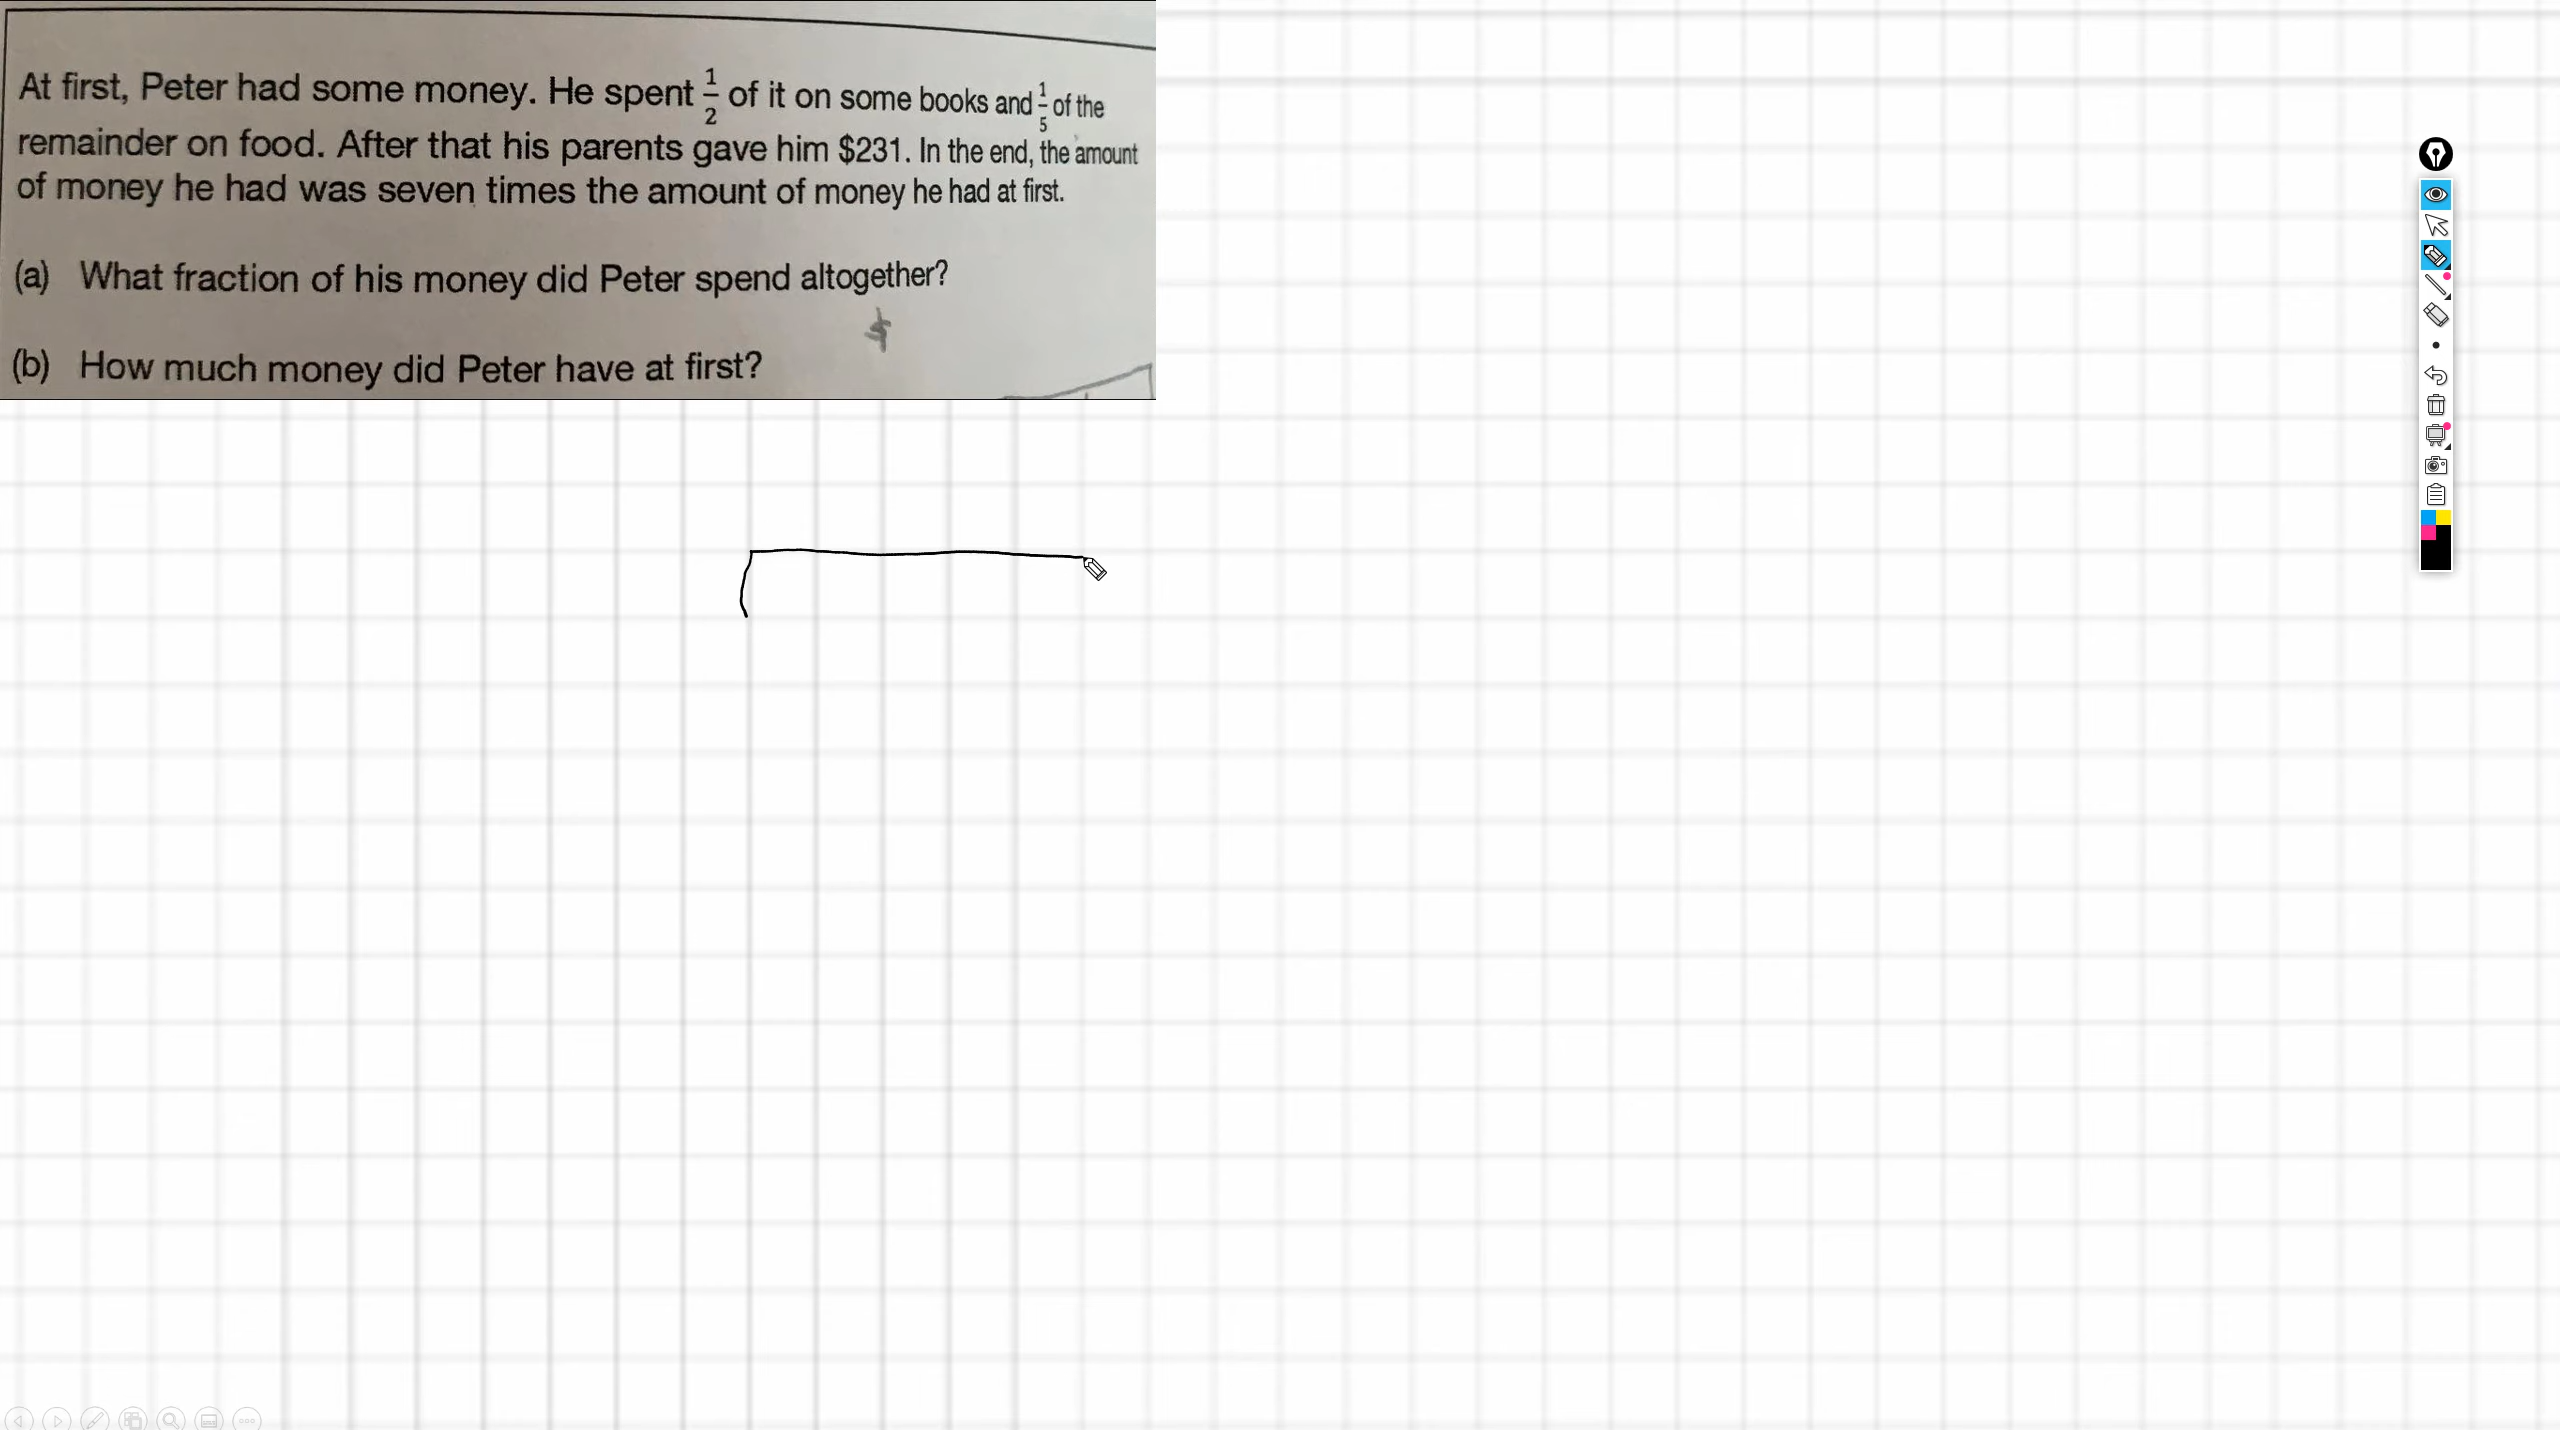 At first, Peter had some money. He spent 1/2 of it on some books and 1/5 of the
remainder on food. After that his parents gave him $231. In the end, the amount
of money he had was seven times the amount of money he had at first.
(a) What fraction of his money did Peter spend altogether?
(b) How much money did Peter have at first?